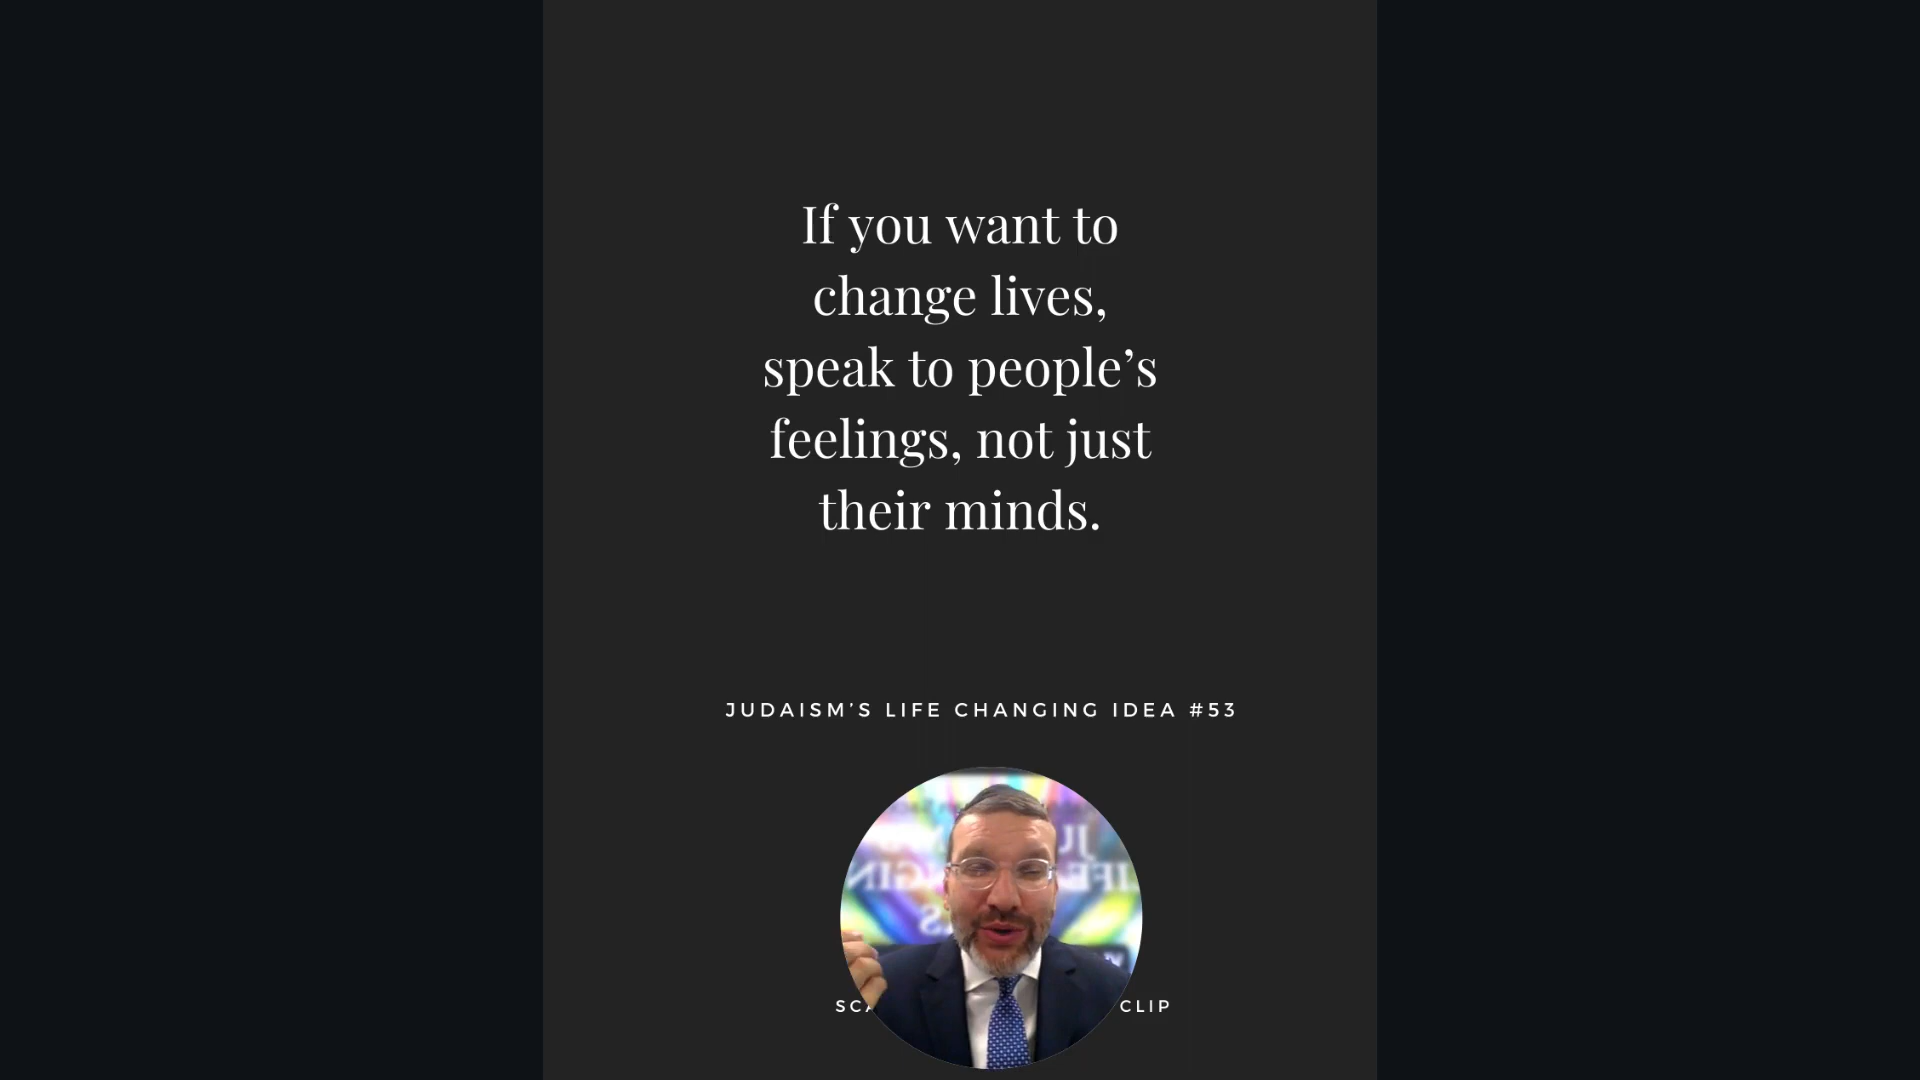 If you want to
change lives,
speak to people’s
feelings, not just
their minds.
JUDAISM’S LIFE CHANGING IDEA #53
CLIP